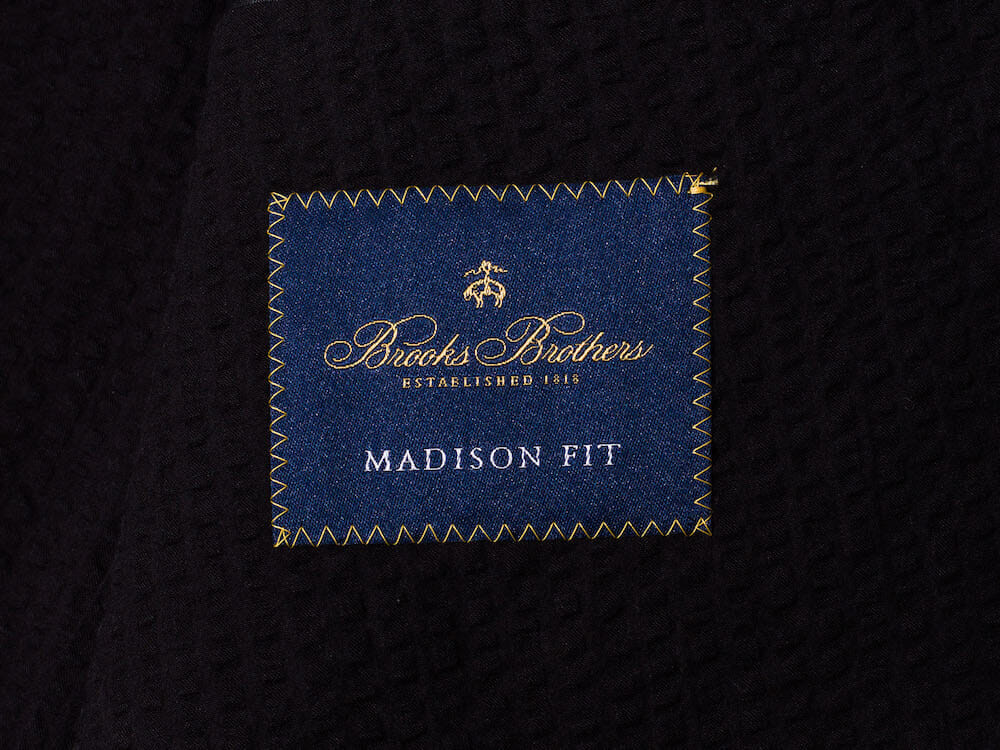 Brooks Brothers
ESTABLISHED 1818
MADISON FIT